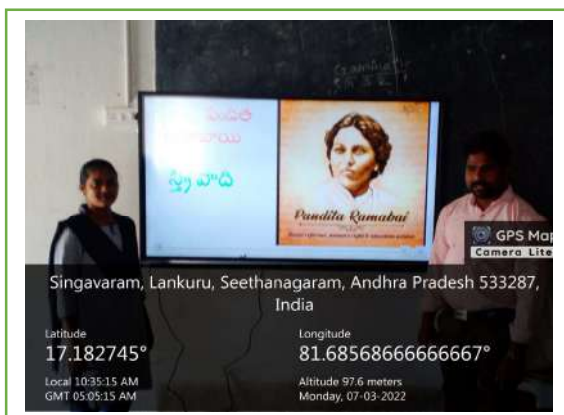 పండిత
స్త్రీ వాది
Pandita Ramabai
GPS Map
Camera Lite
Singavaram, Lankuru, Seethanagaram, Andhra Pradesh 533287,
India
Latitude
17.182745°
Longitude
81.68568666666667°
Local 10:35:15 AM
GMT 05:05:15 AM
Altitude 97.6 meters
Monday, 07-03-2022